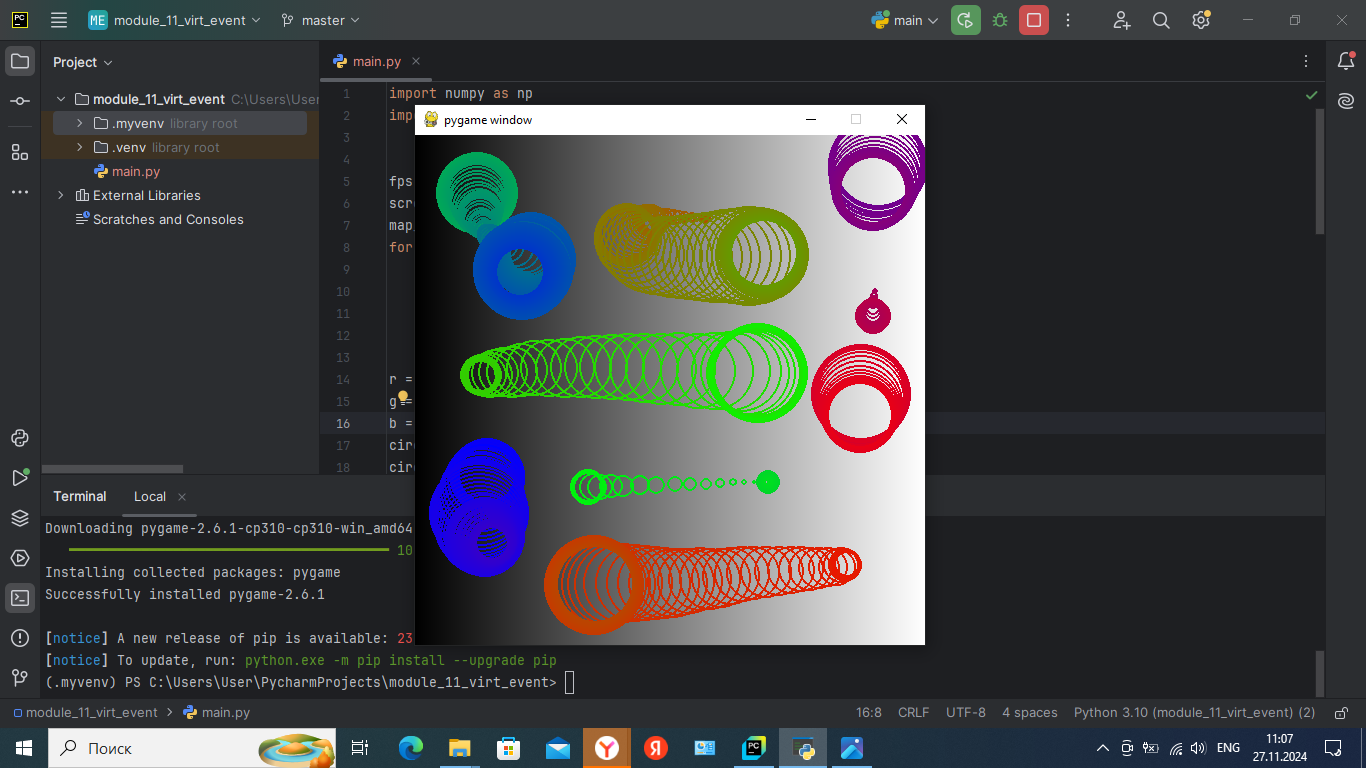 PC
ME module_11_virt_event
master
main
Project
main.py
module_11_virt_event C:\Users\User
.myvenv library root
.venv library root
main.py
External Libraries
Scratches and Consoles
1 import numpy as np
2
3
4
5 fps
6
7 map
8 for
9
10
11
12
13
14 r =
15 g =
16 b =
17
18
pygame window
Terminal
Local
Downloading pygame-2.6.1-cp310-cp310-win_amd64
10
Installing collected packages: pygame
Successfully installed pygame-2.6.1
[notice] A new release of pip is available: 23
[notice] To update, run: python.exe -m pip install --upgrade pip
(.myvenv) PS C:\Users\User\PycharmProjects\module_11_virt_event>
module_11_virt_event > main.py
16:8 CRLF UTF-8 4 spaces Python 3.10 (module_11_virt_event) (2)
Поиск
Y
Я
PC
ENG
11:07
27.11.2024